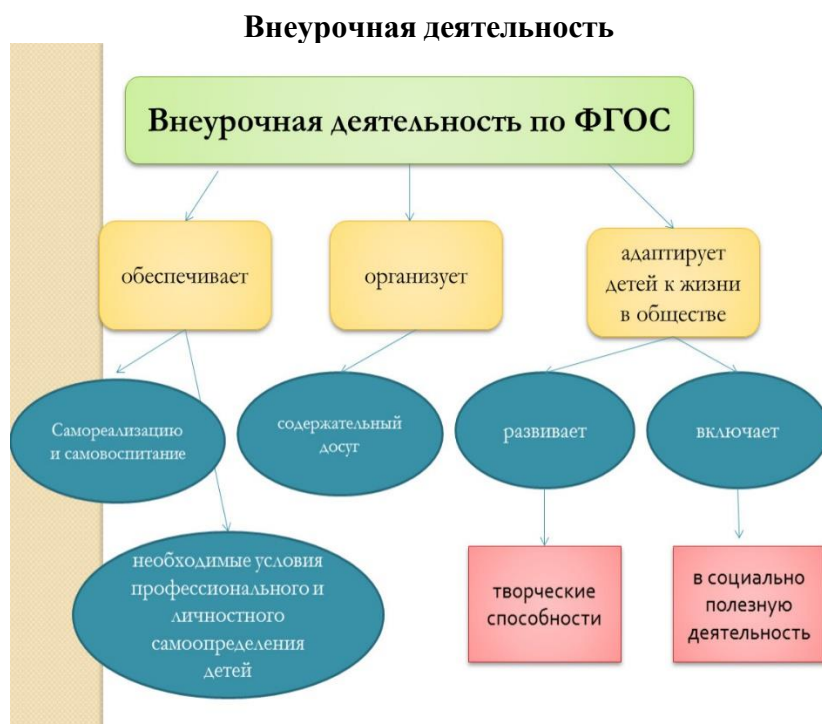 Внеурочная деятельность
Внеурочная деятельность по ФГОС
обеспечивает
организует
адаптирует
детей к жизни
в обществе
Самореализацию
и самовоспитание
содержательный
досуг
развивает
включает
необходимые условия
профессионального и
личностного
самоопределения
детей
творческие
способности
в социально
полезную
деятельность